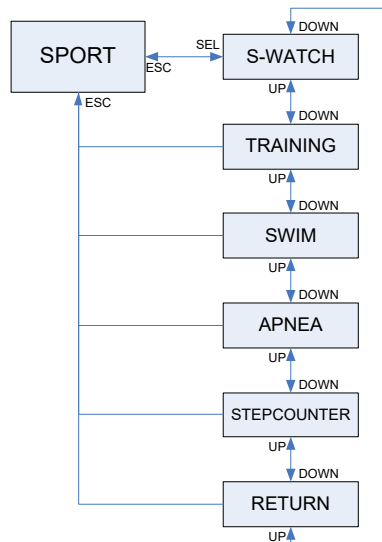 DOWN
SPORT
SEL
ESC
S-WATCH
ESC
UP
DOWN
TRAINING
UP
DOWN
SWIM
UP
DOWN
APNEA
UP
DOWN
STEPCOUNTER
UP
DOWN
RETURN
UP